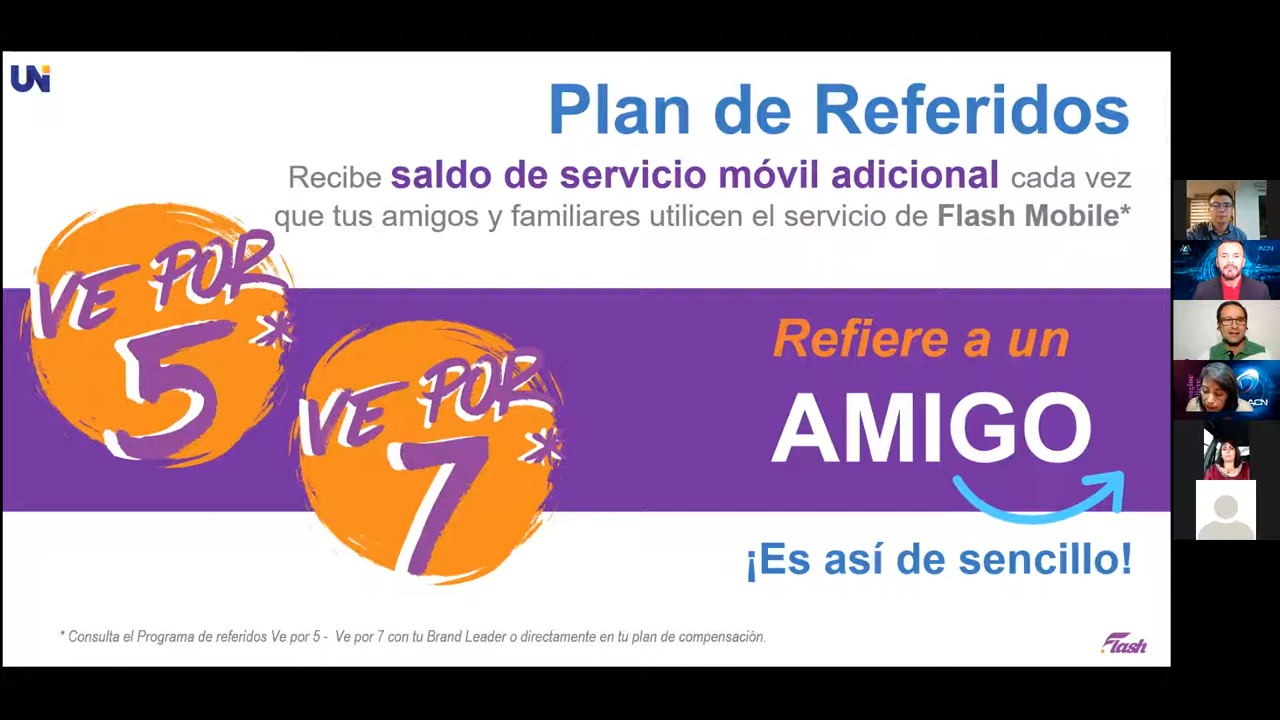 UN
Plan de Referidos
Recibe saldo de servicio móvil adicional cada vez
que tus amigos y familiares utilicen el servicio de Flash Mobile*
VE POR
5*
VE POR
7*
Refiere a un
AMIGO
¡Es así de sencillo!
* Consulta el Programa de referidos Ve por 5 - Ve por 7 con tu Brand Leader o directamente en tu plan de compensación.
Flash
ACN
ACN